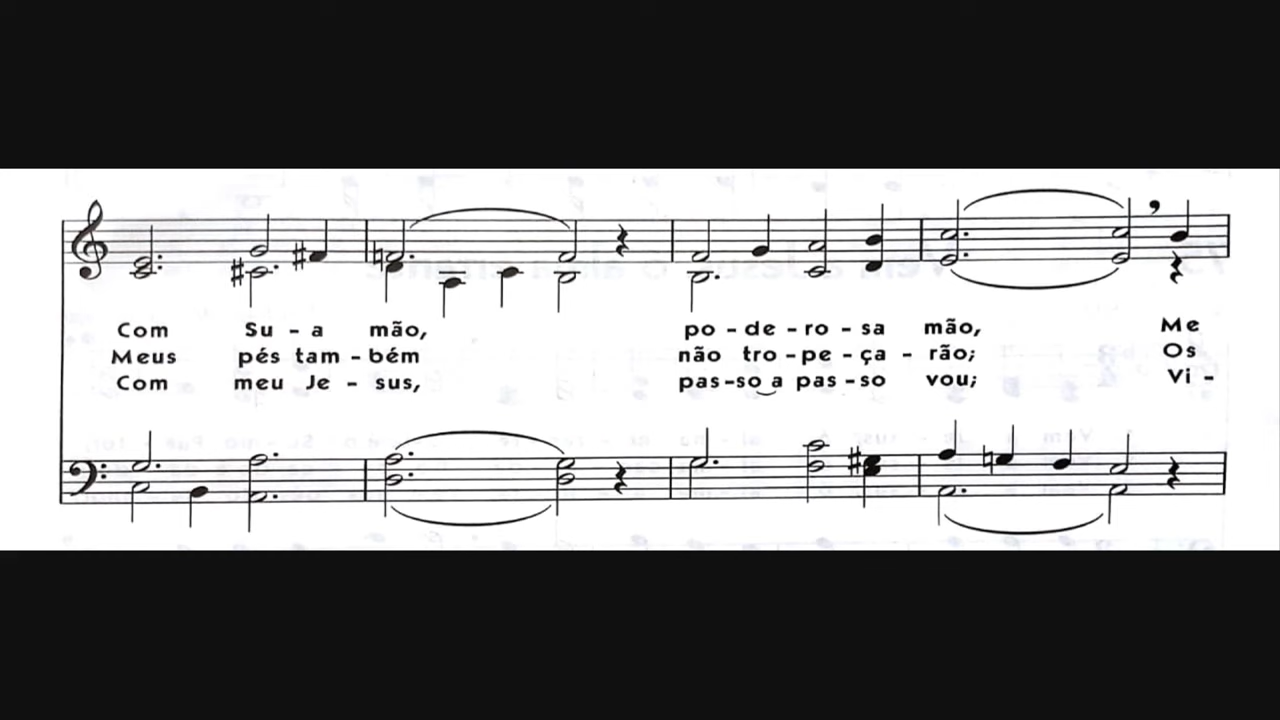 Com Su - a mão, po - de - ro - sa mão, Me
Meus pés tam - bém não tro - pe - ça - rão; Os
Com meu Je - sus, pas - so a pas - so vou; Vi -